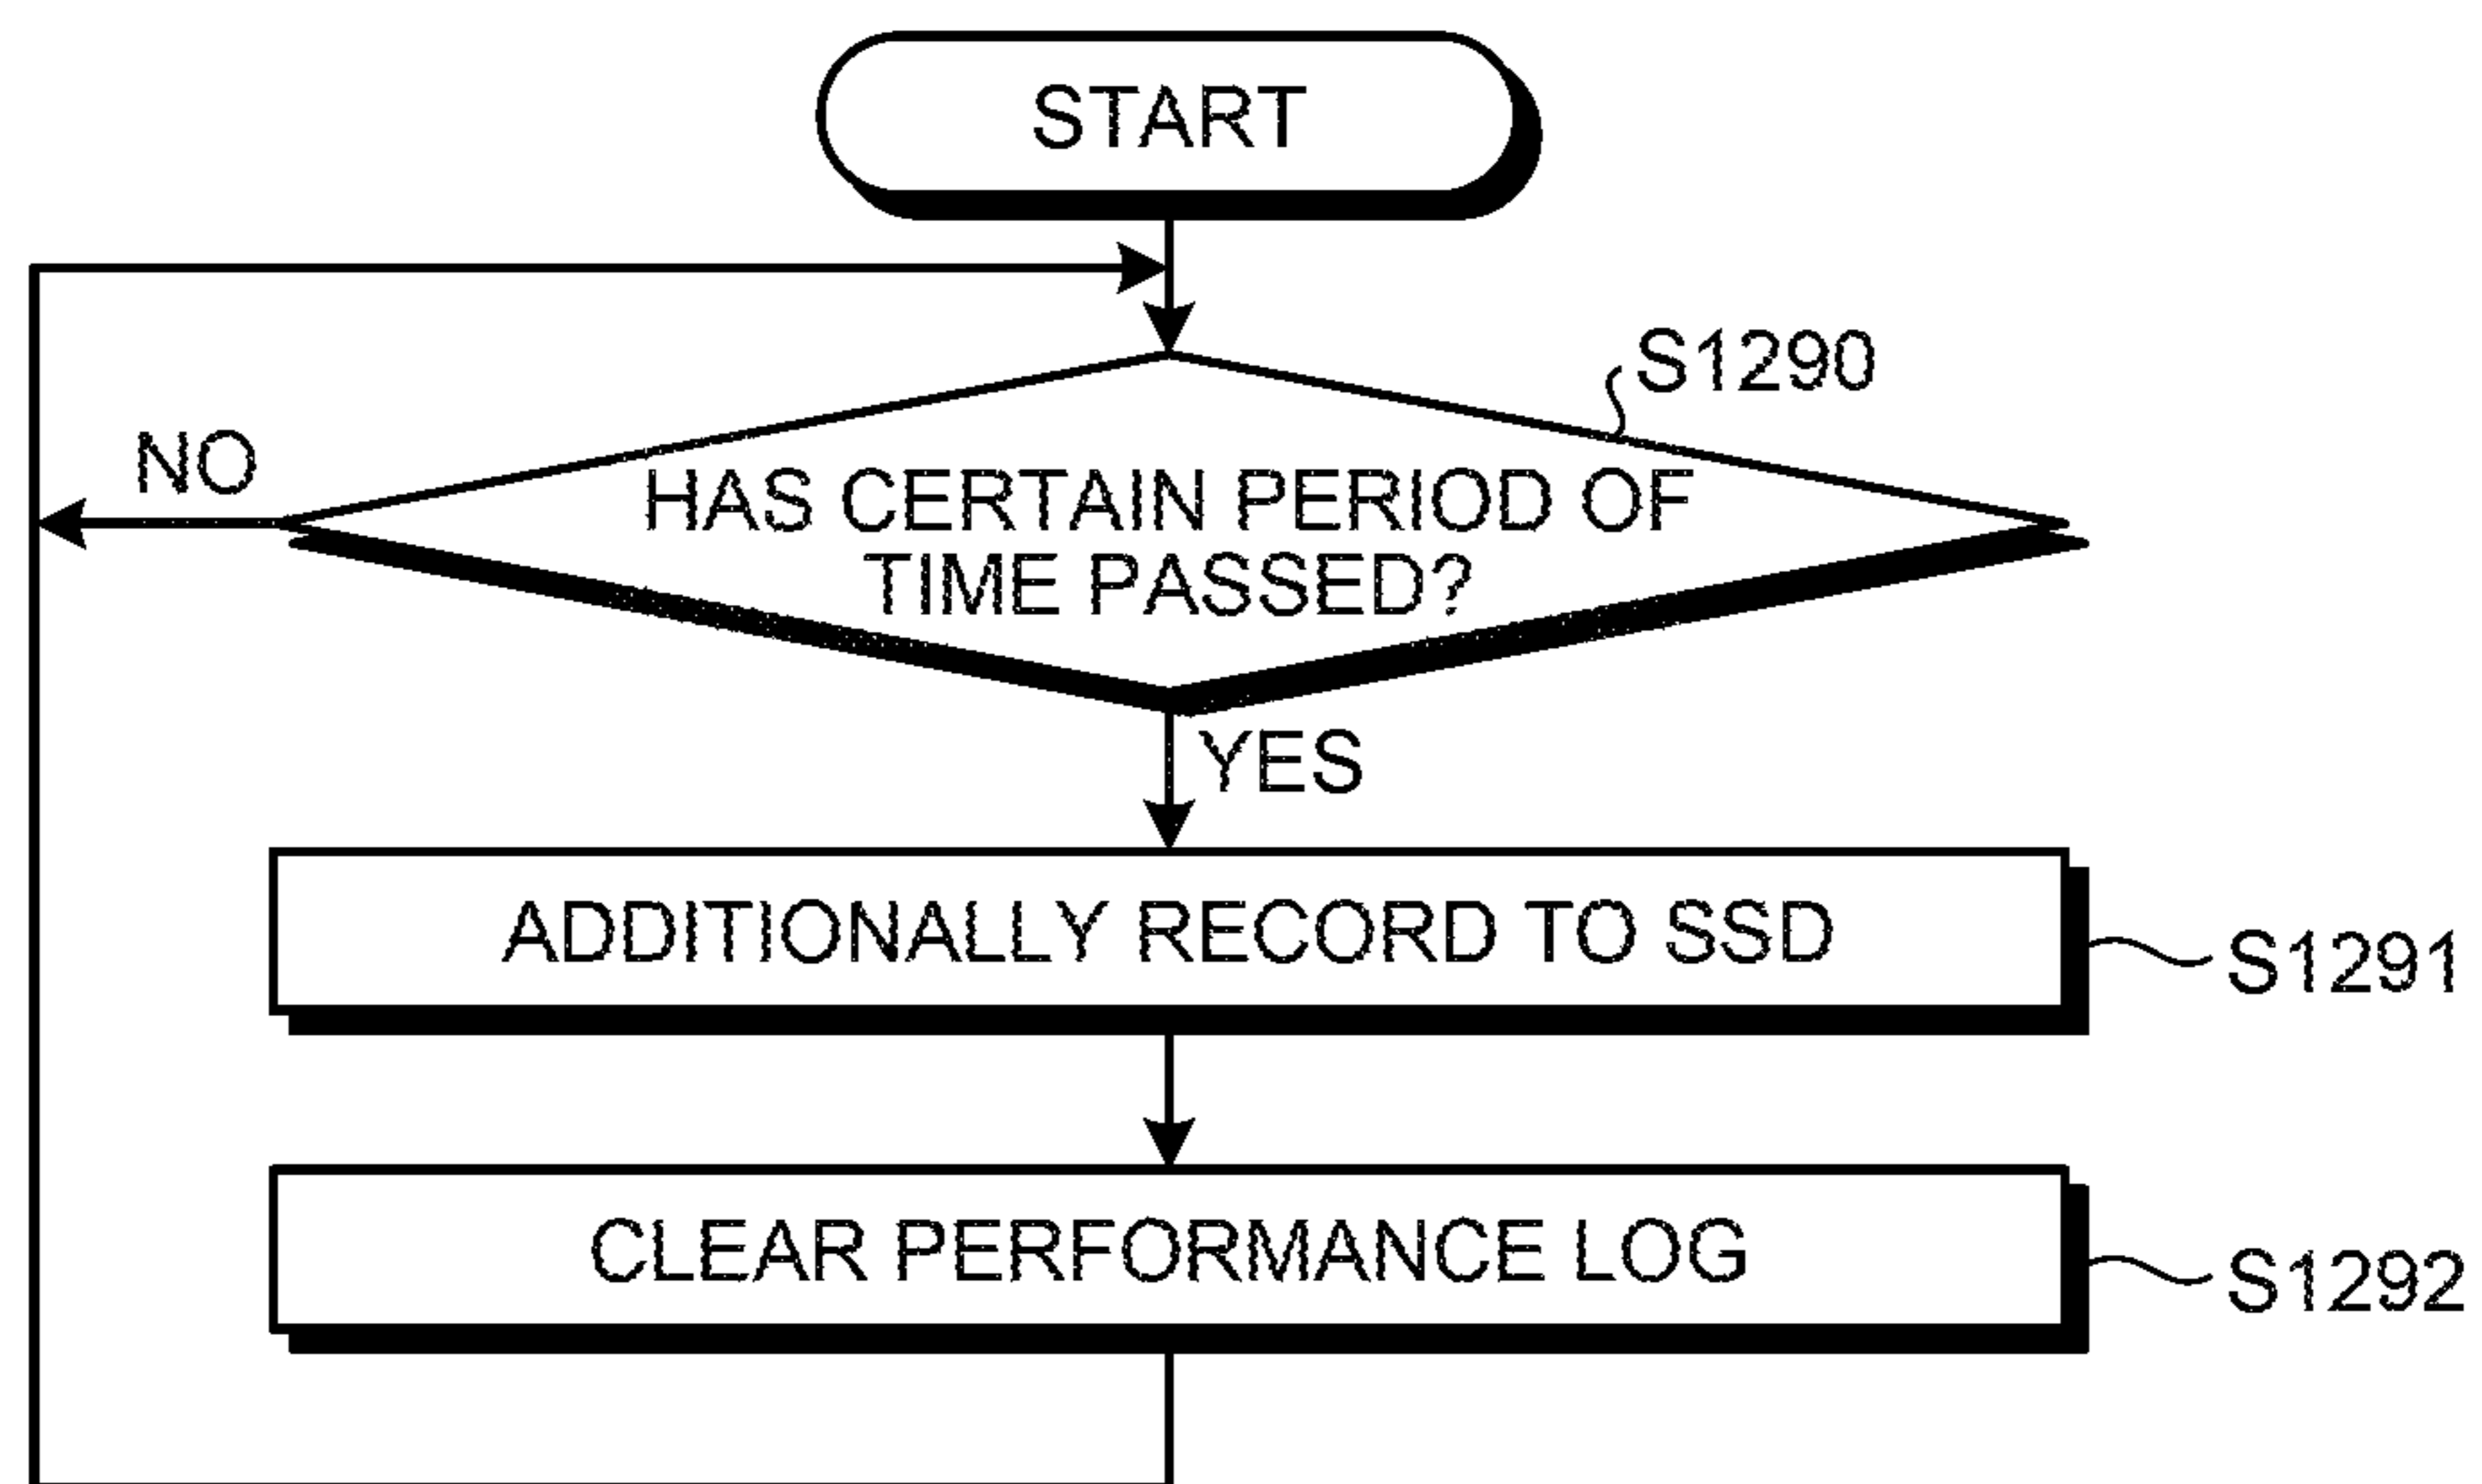 START
S1290
NO
HAS CERTAIN PERIOD OF
TIME PASSED?
YES
ADDITIONALLY RECORD TO SSD
S1291
CLEAR PERFORMANCE LOG
S1292